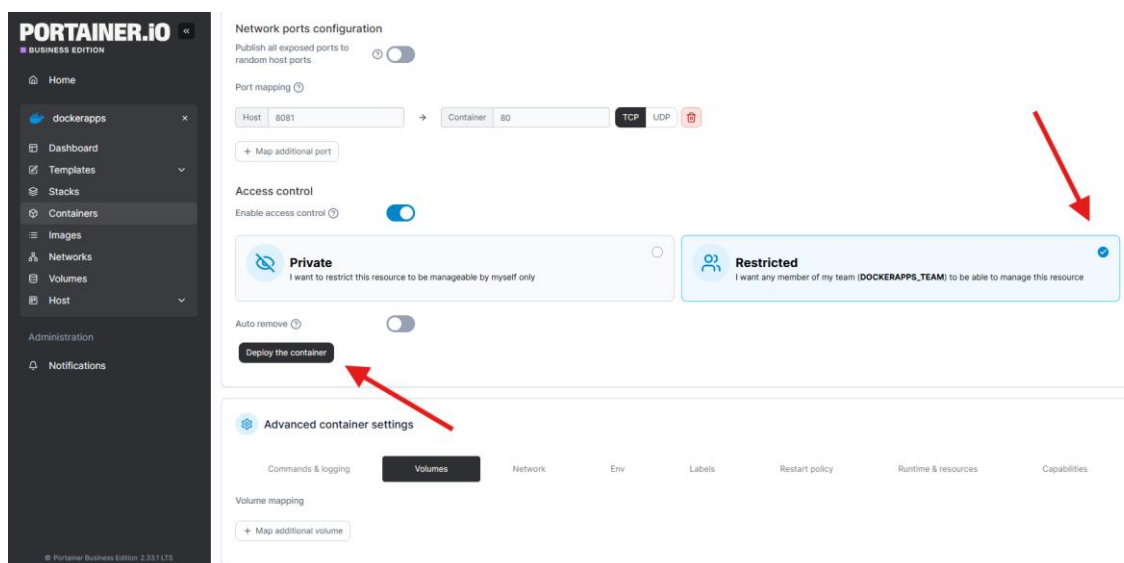 PORTAINER.iO
BUSINESS EDITION
Home
dockerapps
Dashboard
Templates
Stacks
Containers
Images
Networks
Volumes
Host
Administration
Notifications
© Portainer Business Edition 2.33.1 LTS
Network ports configuration
Publish all exposed ports to
random host ports
Port mapping
Host 8081 → Container 80 TCP UDP
+ Map additional port
Access control
Enable access control
Private
I want to restrict this resource to be manageable by myself only
Restricted
I want any member of my team (DOCKERAPPS_TEAM) to be able to manage this resource
Auto remove
Deploy the container
Advanced container settings
Commands & logging Volumes Network Env Labels Restart policy Runtime & resources Capabilities
Volume mapping
+ Map additional volume